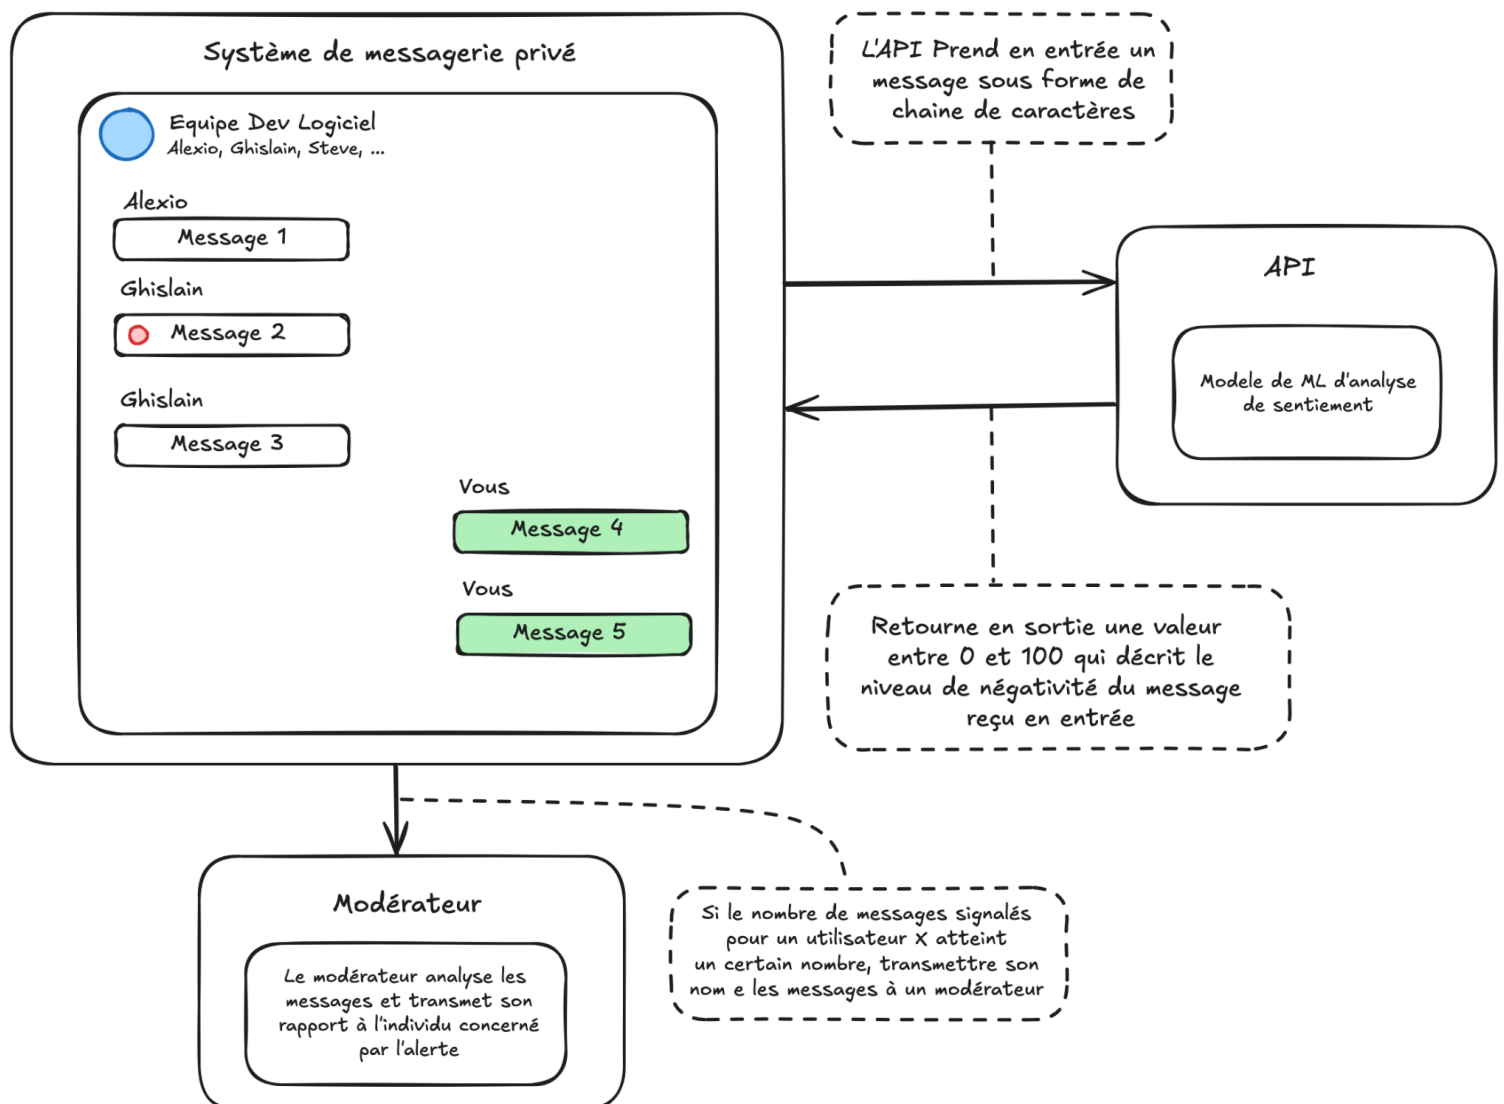 Système de messagerie privé
Equipe Dev Logiciel
Alexio, Ghislain, Steve, ...
Alexio
Message 1
Ghislain
Message 2
Ghislain
Message 3
Vous
Message 4
Vous
Message 5
L'API Prend en entrée un
message sous forme de
chaine de caractères
API
Modele de ML d'analyse
de sentiement
Retourne en sortie une valeur
entre 0 et 100 qui décrit le
niveau de négativité du message
reçu en entrée
Modérateur
Le modérateur analyse les
messages et transmet son
rapport à l'individu concerné
par l'alerte
Si le nombre de messages signalés
pour un utilisateur X atteint
un certain nombre, transmettre son
nom e les messages à un modérateur